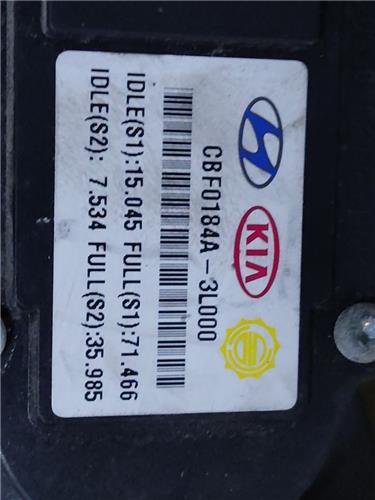 KIA
CBF0184A-3L000
IDLE(S1):15.045 FULL(S1):71.466
IDLE(S2): 7.534 FULL(S2):35.985